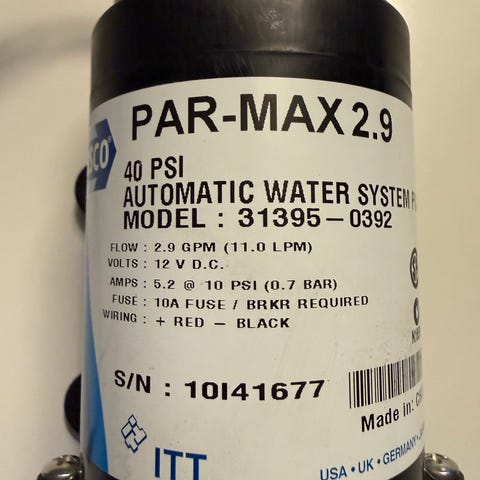 PAR-MAX 2.9
40 PSI
AUTOMATIC WATER SYSTEM
MODEL : 31395-0392
FLOW : 2.9 GPM (11.0 LPM)
VOLTS : 12 V D.C.
AMPS : 5.2 @ 10 PSI (0.7 BAR)
FUSE : 10A FUSE / BRKR REQUIRED
WIRING : + RED - BLACK
S/N : 10I41677
Made in:
ITT
USA • UK • GERMANY